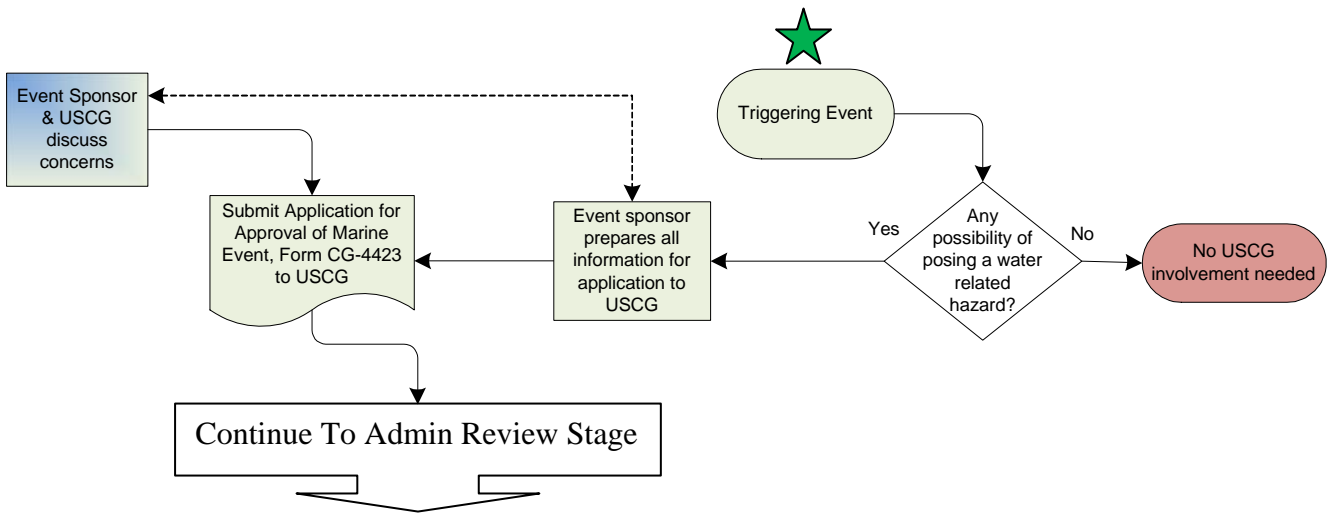 Triggering Event
Any
possibility of
posing a water
related
hazard?
Yes
No
No USCG
involvement needed
Event sponsor
prepares all
information for
application to
USCG
Event Sponsor
& USCG
discuss
concerns
Submit Application for
Approval of Marine
Event, Form CG-4423
to USCG
Continue To Admin Review Stage